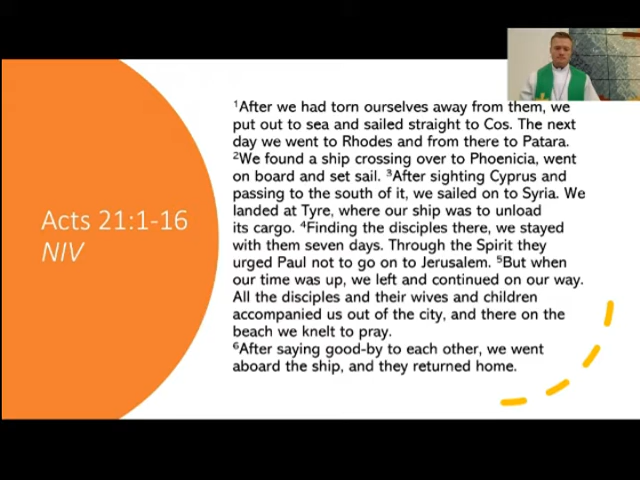 Acts 21:1-16
NIV
¹After we had torn ourselves away from them, we
put out to sea and sailed straight to Cos. The next
day we went to Rhodes and from there to Patara.
²We found a ship crossing over to Phoenicia, went
on board and set sail. ³After sighting Cyprus and
passing to the south of it, we sailed on to Syria. We
landed at Tyre, where our ship was to unload
its cargo. ⁴Finding the disciples there, we stayed
with them seven days. Through the Spirit they
urged Paul not to go on to Jerusalem. ⁵But when
our time was up, we left and continued on our way.
All the disciples and their wives and children
accompanied us out of the city, and there on the
beach we knelt to pray.
⁶After saying good-by to each other, we went
aboard the ship, and they returned home.